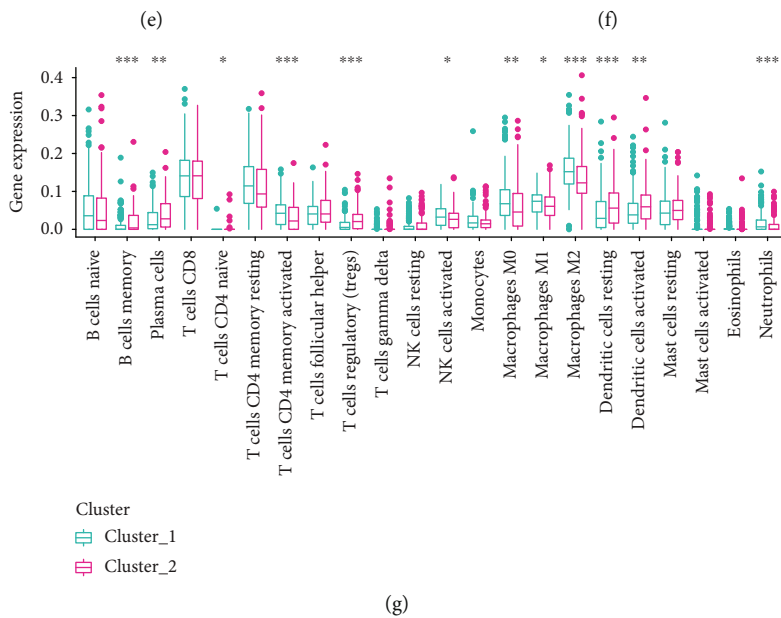 (e) (f)
*** ** * *** *** * ** * *** *** ** ***
0.4
0.3
0.2
0.1
0.0
Gene expression
B cells naive
B cells memory
Plasma cells
T cells CD8
T cells CD4 naive
T cells CD4 memory resting
T cells CD4 memory activated
T cells follicular helper
T cells regulatory (tregs)
T cells gamma delta
NK cells resting
NK cells activated
Monocytes
Macrophages M0
Macrophages M1
Macrophages M2
Dendritic cells resting
Dendritic cells activated
Mast cells resting
Mast cells activated
Eosinophils
Neutrophils
Cluster
Cluster_1
Cluster_2
(g)